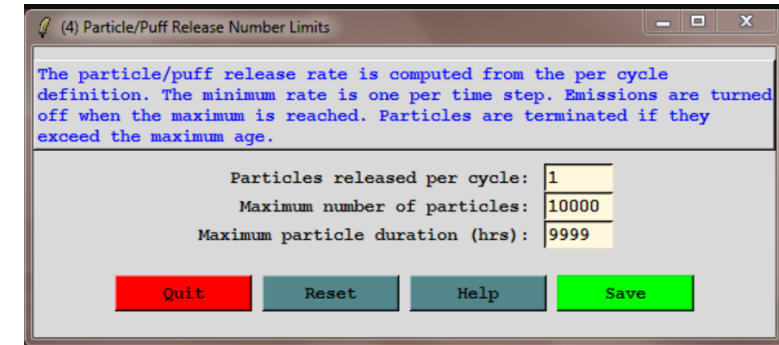 (4) Particle/Puff Release Number Limits
The particle/puff release rate is computed from the per cycle
definition. The minimum rate is one per time step. Emissions are turned
off when the maximum is reached. Particles are terminated if they
exceed the maximum age.
Particles released per cycle: 1
Maximum number of particles: 10000
Maximum particle duration (hrs): 9999
Quit Reset Help Save